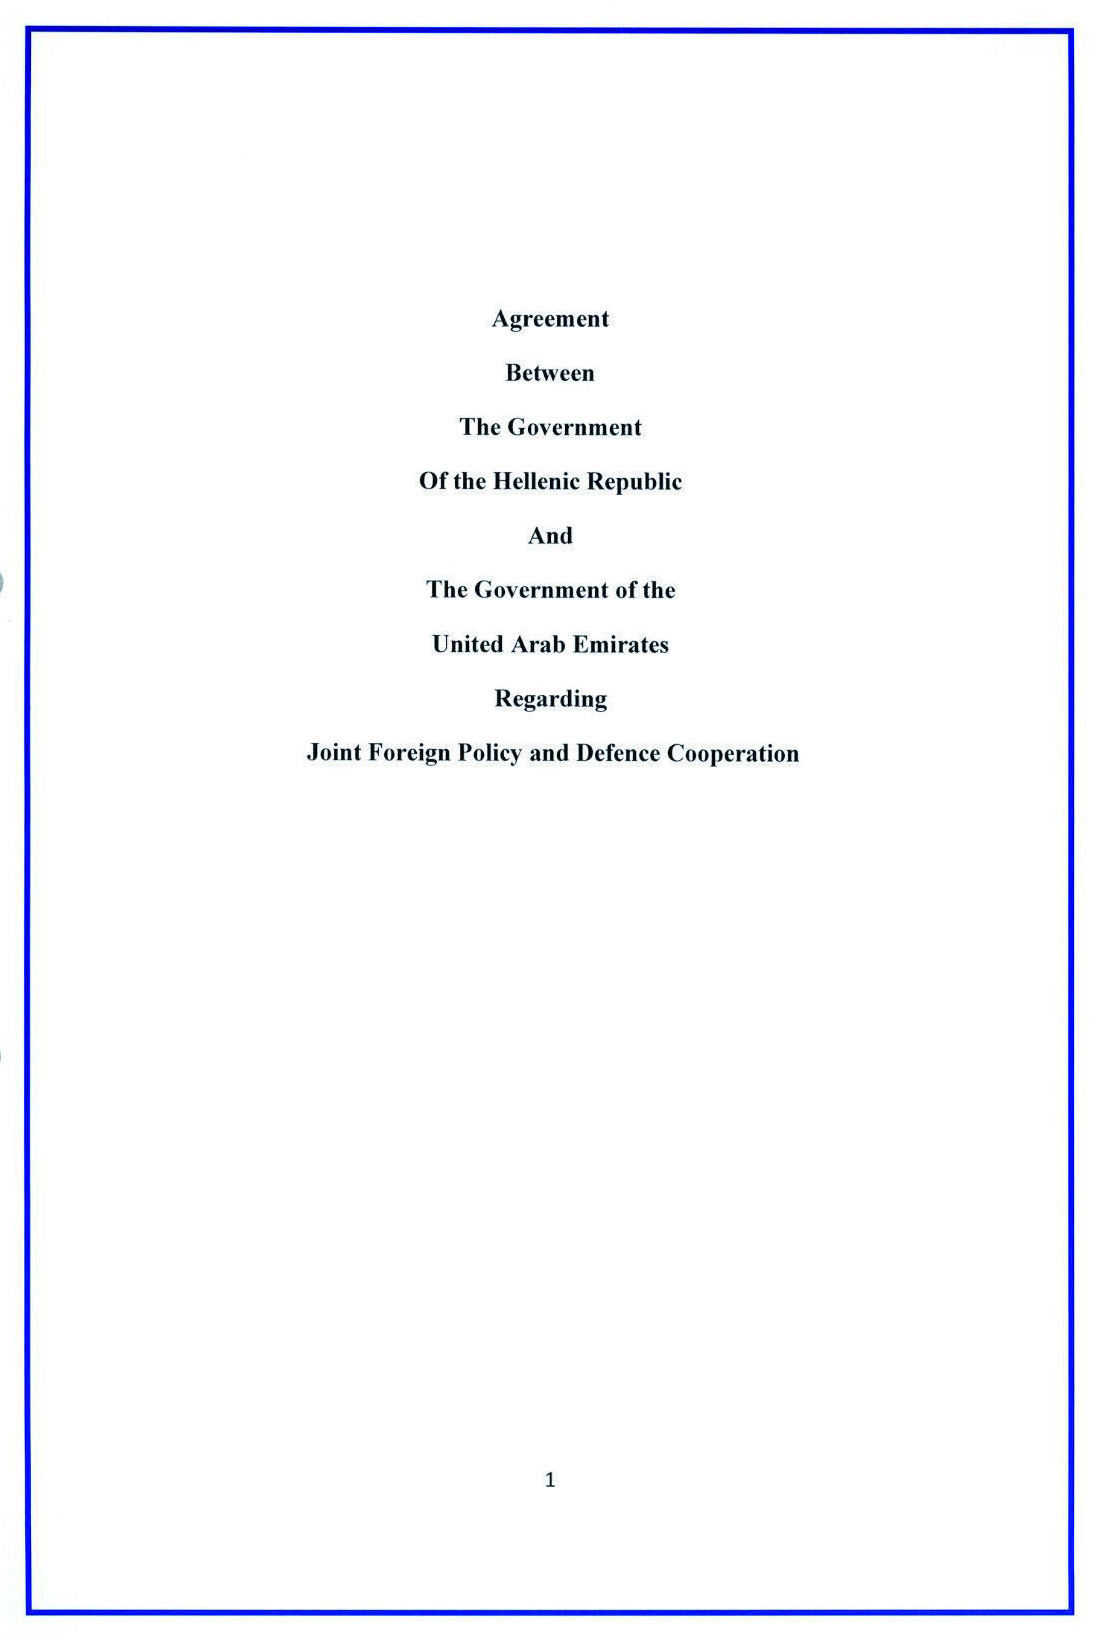 Agreement
Between
The Government
Of the Hellenic Republic
And
The Government of the
United Arab Emirates
Regarding
Joint Foreign Policy and Defence Cooperation
1